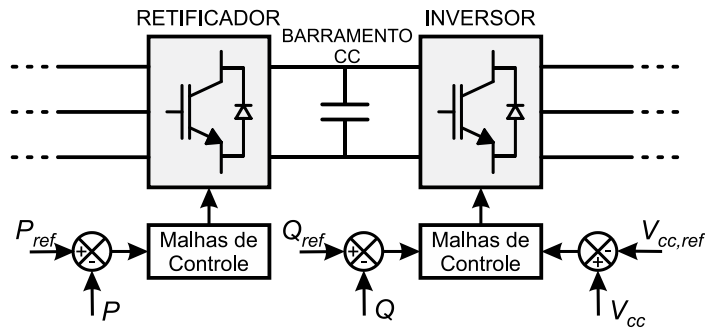 RETIFICADOR
BARRAMENTO
CC
INVERSOR
P_ref
+
-
P
Malhas de
Controle
Q_ref
+
-
Q
Malhas de
Controle
-
+
V_cc,ref
V_cc